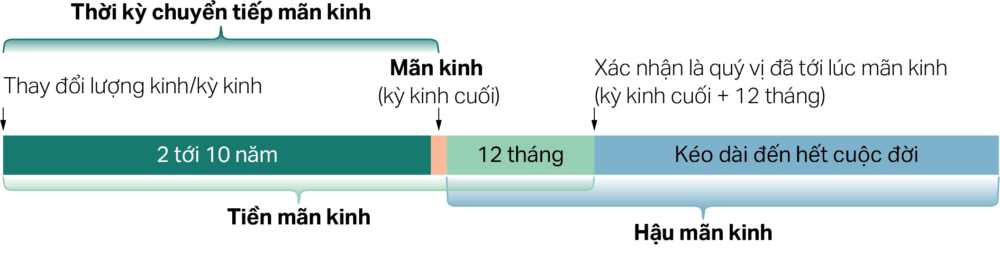 Thời kỳ chuyển tiếp mãn kinh
Thay đổi lượng kinh/kỳ kinh
Mãn kinh
(kỳ kinh cuối)
Xác nhận là quý vị đã tới lúc mãn kinh
(kỳ kinh cuối + 12 tháng)
2 tới 10 năm
12 tháng
Kéo dài đến hết cuộc đời
Tiền mãn kinh
Hậu mãn kinh